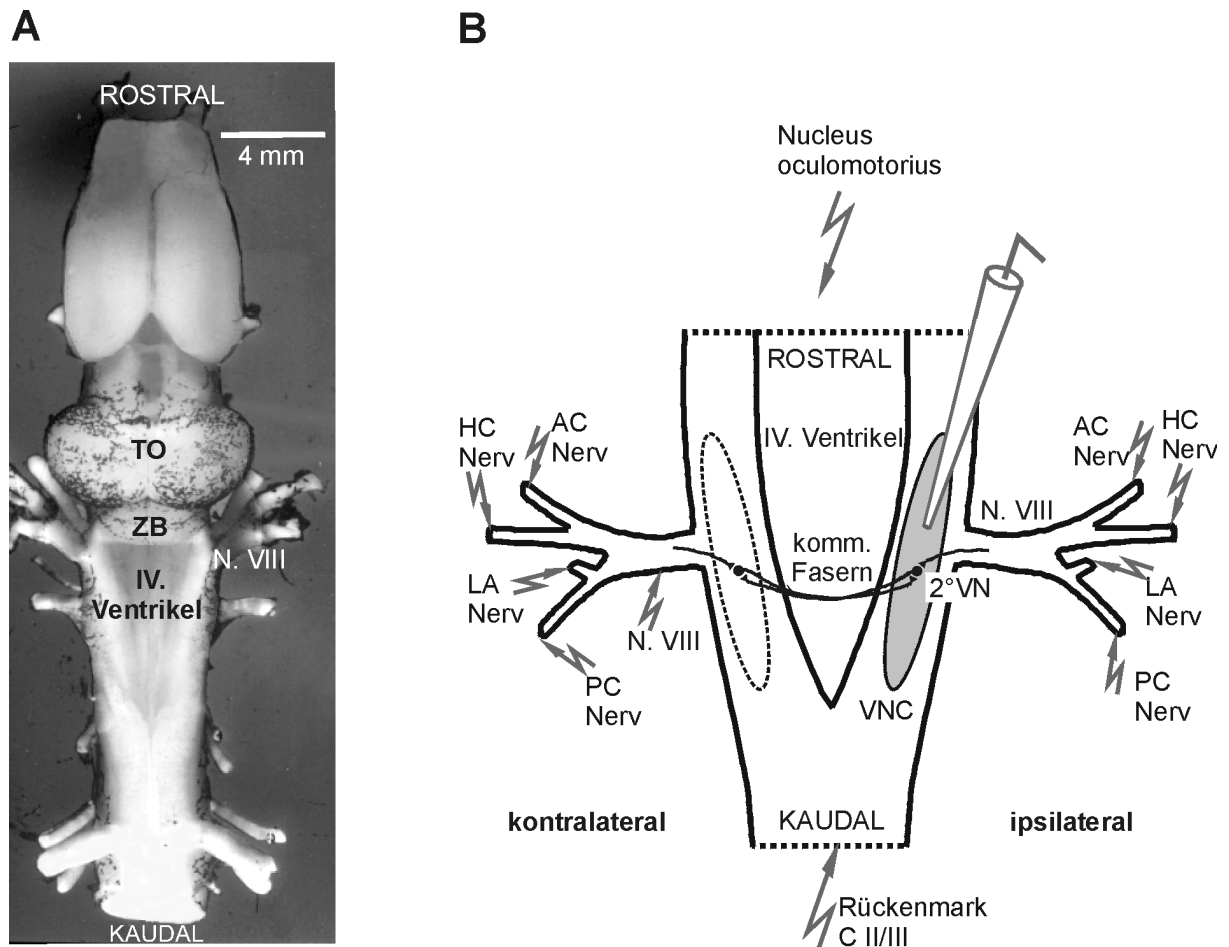 A
ROSTRAL
4 mm
TO
ZB
N. VIII
IV.
Ventrikel
KAUDAL
B
Nucleus
oculomotorius
ROSTRAL
IV. Ventrikel
HC
Nerv
AC
Nerv
AC
Nerv
HC
Nerv
N. VIII
komm.
Fasern
2°VN
LA
Nerv
N. VIII
PC
Nerv
LA
Nerv
PC
Nerv
VNC
kontralateral
KAUDAL
ipsilateral
Rückenmark
C II/III